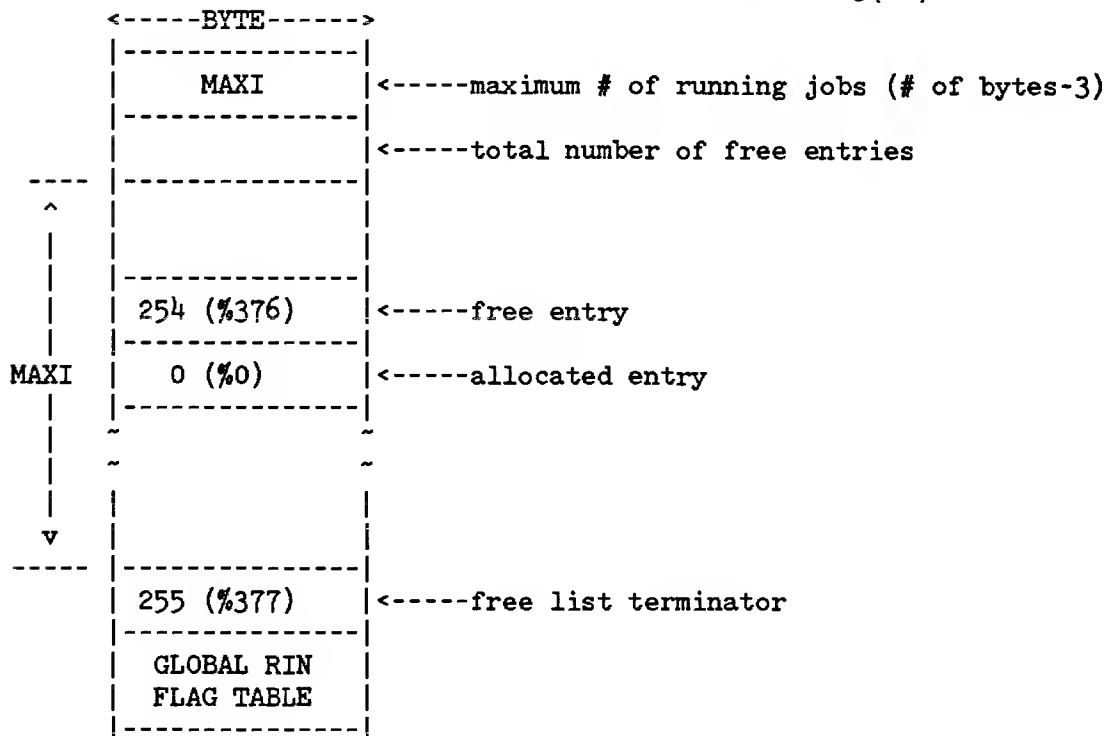 <-----BYTE------>
MAXI <-----maximum # of running jobs (# of bytes-3)
<-----total number of free entries
254 (%376) <-----free entry
MAXI 0 (%0) <-----allocated entry
255 (%377) <-----free list terminator
GLOBAL RIN
FLAG TABLE